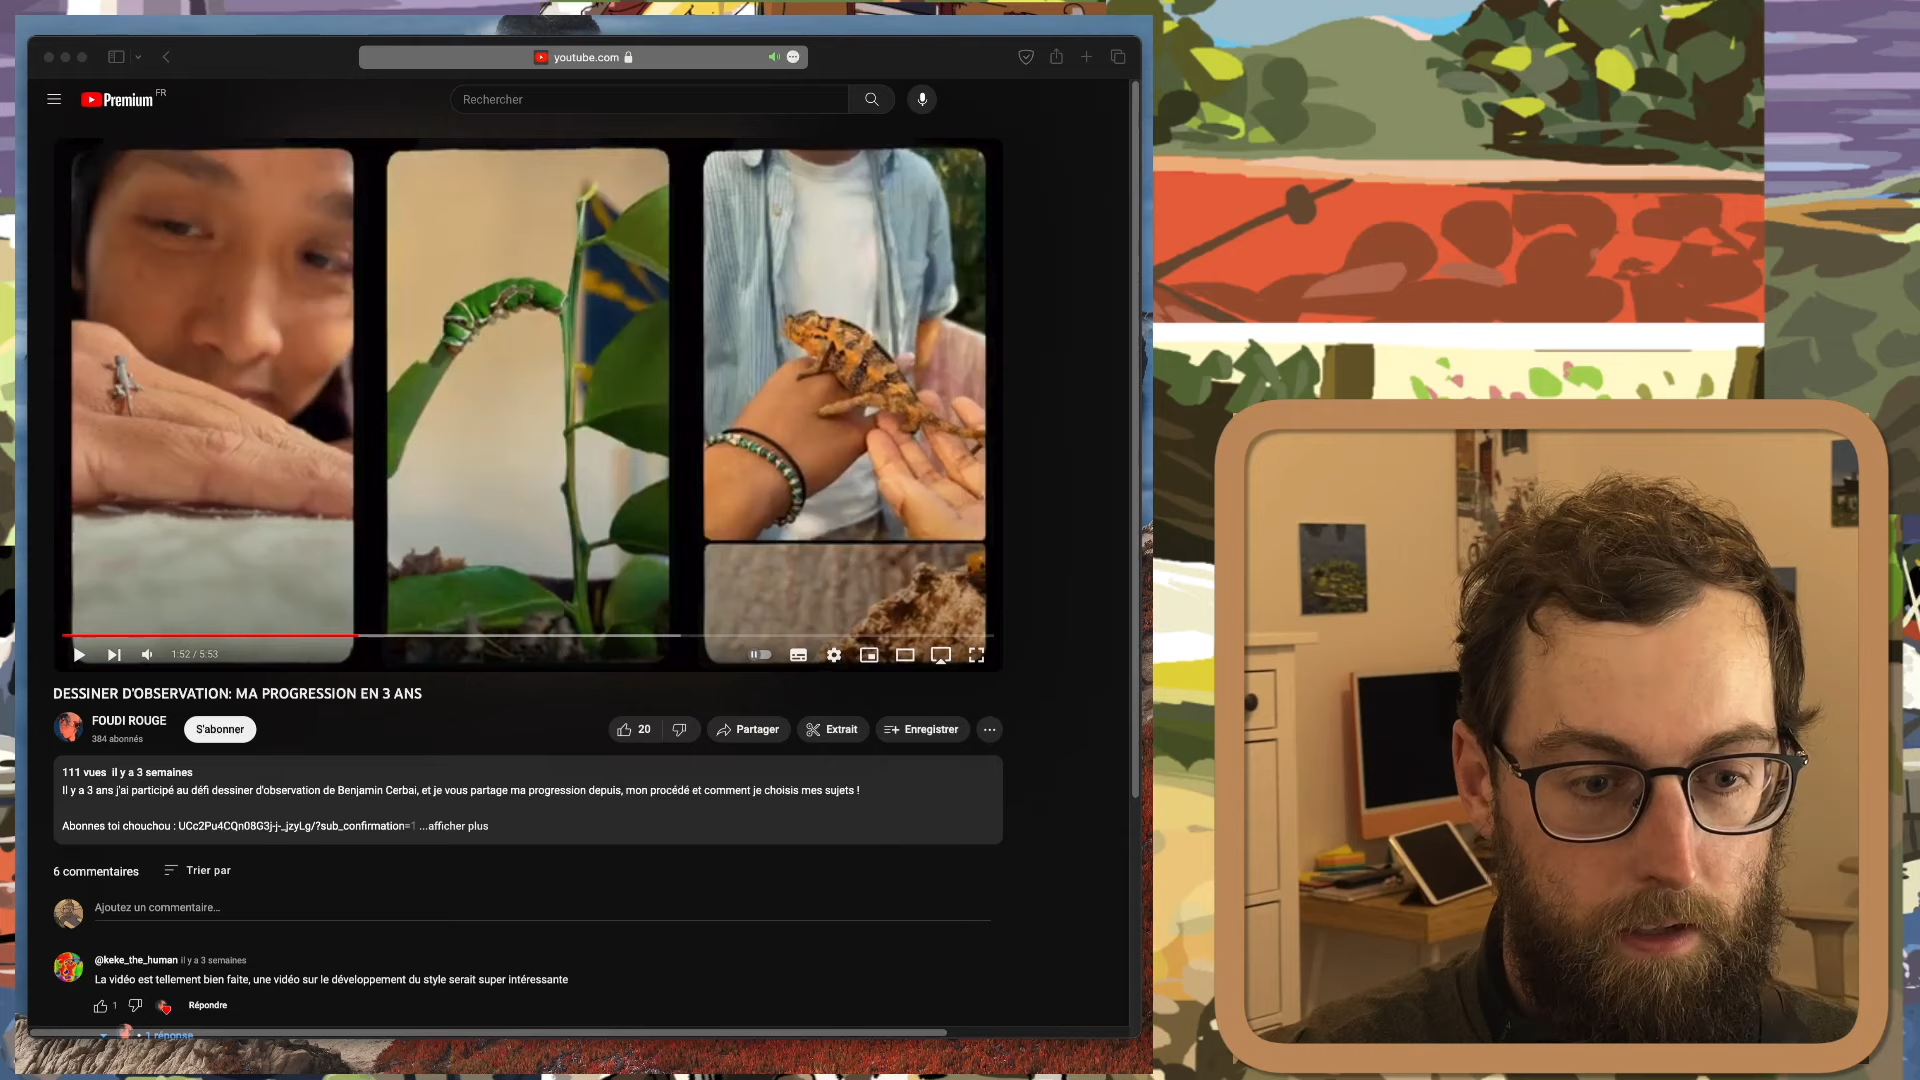 youtube.com
Premium FR
Rechercher
1:52 / 5:53
DESSINER D'OBSERVATION: MA PROGRESSION EN 3 ANS
FOUDI ROUGE
384 abonnés
S'abonner
20
Partager
Extrait
Enregistrer
111 vues il y a 3 semaines
Il y a 3 ans j'ai participé au défi dessiner d'observation de Benjamin Cerbai, et je vous partage ma progression depuis, mon procédé et comment je choisis mes sujets !
Abonnes toi chouchou : UCc2Pu4CQn08G3j-j-_jzyLg/?sub_confirmation=1 ...afficher plus
6 commentaires
Trier par
Ajoutez un commentaire...
@keke_the_human il y a 3 semaines
La vidéo est tellement bien faite, une vidéo sur le développement du style serait super intéressante
1
Répondre
1 réponse